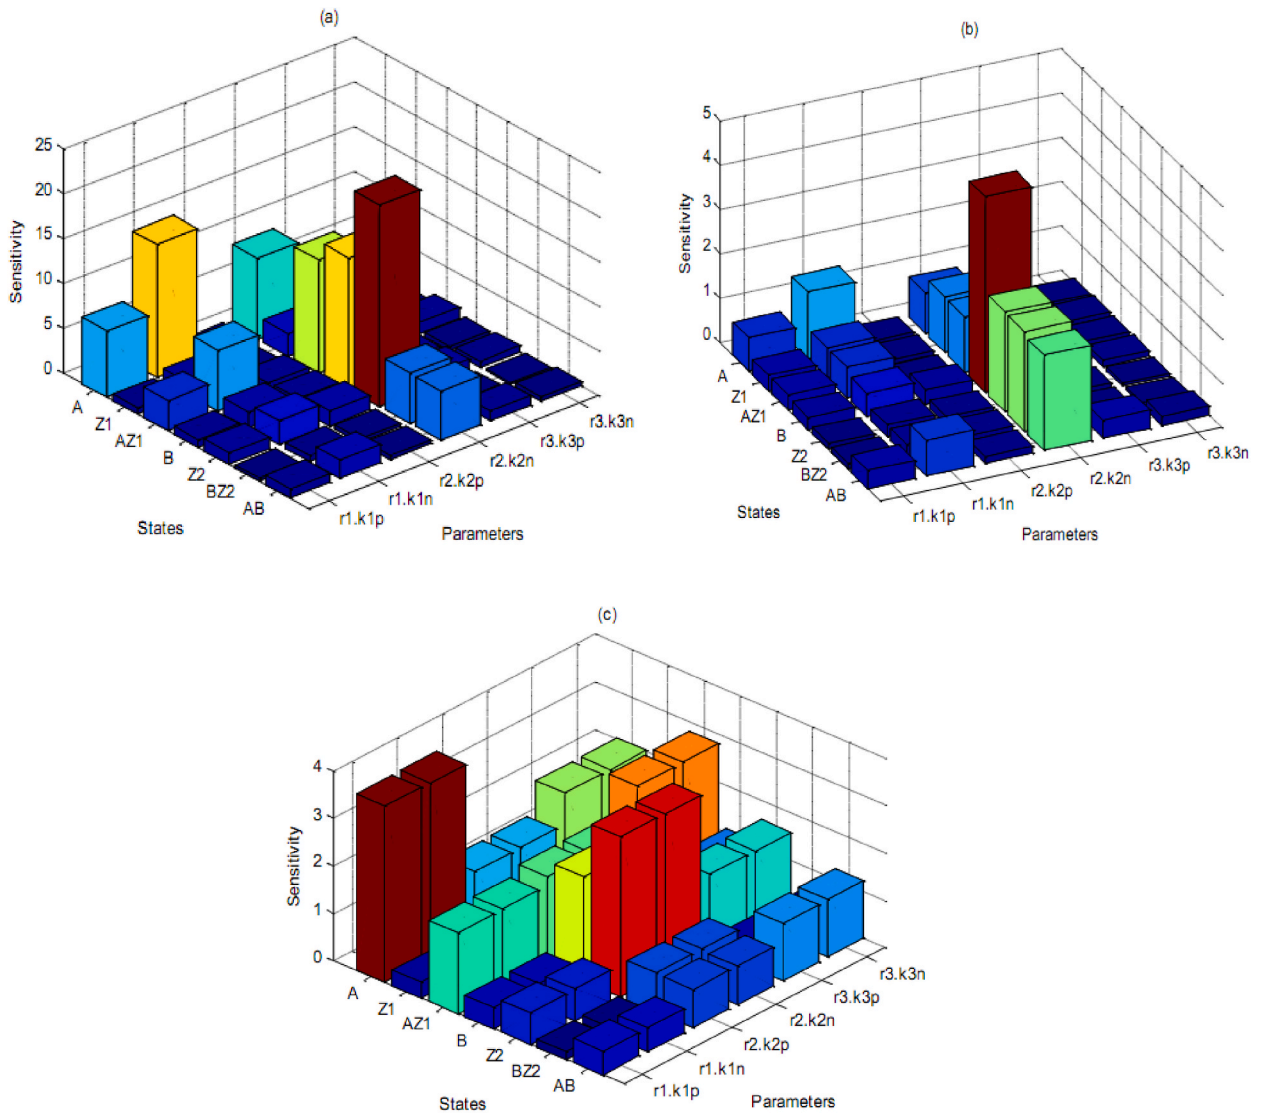 (a)
25
20
15
10
5
0
Sensitivity
A
Z1
AZ1
B
Z2
BZ2
AB
States
r1.k1p
r1.k1n
r2.k2p
r2.k2n
r3.k3p
r3.k3n
Parameters
(b)
5
4
3
2
1
0
Sensitivity
A
Z1
AZ1
B
Z2
BZ2
AB
States
r1.k1p
r1.k1n
r2.k2p
r2.k2n
r3.k3p
r3.k3n
Parameters
(c)
4
3
2
1
0
Sensitivity
A
Z1
AZ1
B
Z2
BZ2
AB
States
r1.k1p
r1.k1n
r2.k2p
r2.k2n
r3.k3p
r3.k3n
Parameters